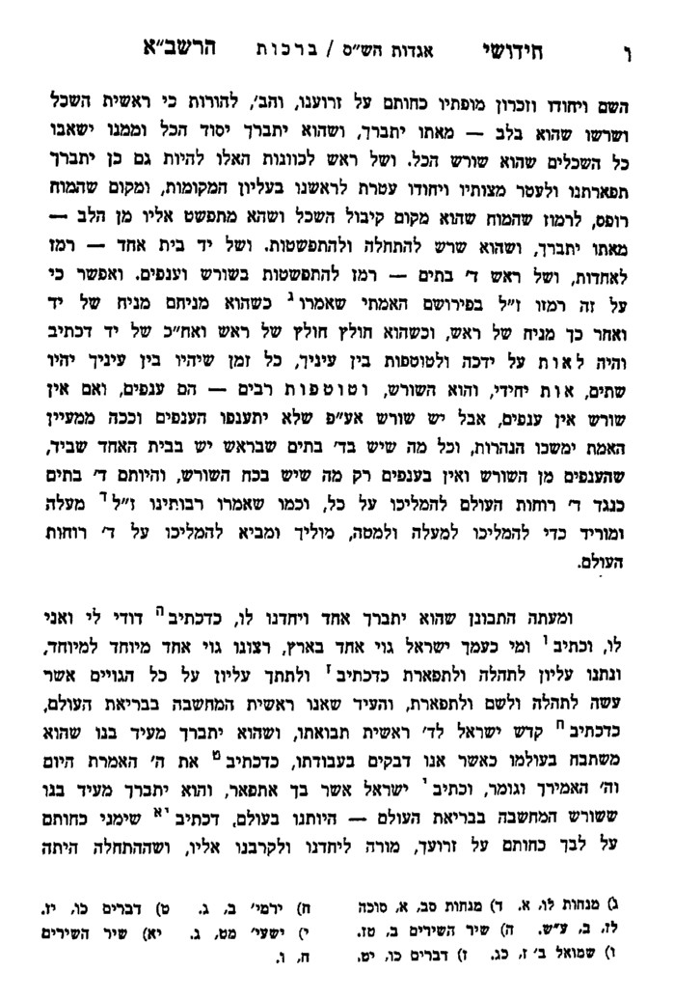 ו חידושי אגדות הש״ס / ברכות הרשב״א
השם ויחודו וזכרון מופתיו כחותם על זרוענו, והב׳, להורות כי ראשית השכל
ושרשו שהוא בלב — מאתו יתברך, ושהוא יתברך יסוד הכל וממנו ישאבו
כל השכלים שהוא שורש הכל. ושל ראש לכוונות האלו להיות גם כן יתברך
תפארתנו ולעטר מצותיו ויחודו עטרת לראשנו בעליון המקומות, ומקום שהמוח
רופס, לרמוז שהמוח שהוא מקום קיבול השכל ושהא מתפשט אליו מן הלב —
מאתו יתברך, ושהוא שרש להתחלה ולהתפשטות. ושל יד בית אחד — רמז
לאחדות, ושל ראש ד׳ בתים — רמז להתפשטות בשורש וענפים. ואפשר כי
על זה רמזו ז״ל בפירושם האמתי שאמרו ג כשהוא מניחם מניח של יד
ואחר כך מניח של ראש, וכשהוא חולץ חולץ של ראש ואח״כ של יד דכתיב
והיה לאות על ידכה ולטוטפות בין עיניך, כל זמן שיהיו בין עיניך יהיו
שתים, אות יחידי, והוא השורש, וטוטפות רבים — הם ענפים, ואם אין
שורש אין ענפים, אבל יש שורש אע״פ שלא יתענפו הענפים וככה ממעיין
האמת ימשכו הנהרות, וכל מה שיש בד׳ בתים שבראש יש בבית האחד שביד,
שהענפים מן השורש ואין בענפים רק מה שיש בכח השורש, והיותם ד׳ בתים
כנגד ד׳ רוחות העולם להמליכו על כל, וכמו שאמרו רבותינו ז״ל ד מעלה
ומוריד כדי להמליכו למעלה ולמטה, מוליך ומביא להמליכו על ד׳ רוחות
העולם.
ומעתה התבונן שהוא יתברך אחד ויחדנו לו, כדכתיב ה דודי לי ואני
לו, וכתיב ו ומי כעמך ישראל גוי אחד בארץ, רצונו גוי אחד מיוחד למיוחד,
ונתנו עליון לתהלה ולתפארת כדכתיב ז ולתתך עליון על כל הגויים אשר
עשה לתהלה ולשם ולתפארת, והעיד שאנו ראשית המחשבה בבריאת העולם,
כדכתיב ח קדש ישראל לד׳ ראשית תבואתו, ושהוא יתברך מעיד בנו שהוא
משתבח בעולמו כאשר אנו דבקים בעבודתו, כדכתיב ט את ה׳ האמרת היום
וה׳ האמירך וגומר, וכתיב י ישראל אשר בך אתפאר, והוא יתברך מעיד בנו
ששורש המחשבה בבריאת העולם — היותנו בעולם, דכתיב יא שימני כחותם
על לבך כחותם על זרועך, מורה ליחדנו ולקרבנו אליו, ושההתחלה היתה
ג) מנחות לו, א. ד) מנחות סב, א, סוכה
לז, ב, ע״ש. ה) שיר השירים ב, טז.
ו) שמואל ב׳ ז, כג. ז) דברים כו, יט.
ח) ירמי׳ ב, ג. ט) דברים כו, יז.
י) ישעי׳ מט, ג. יא) שיר השירים
ח, ו.